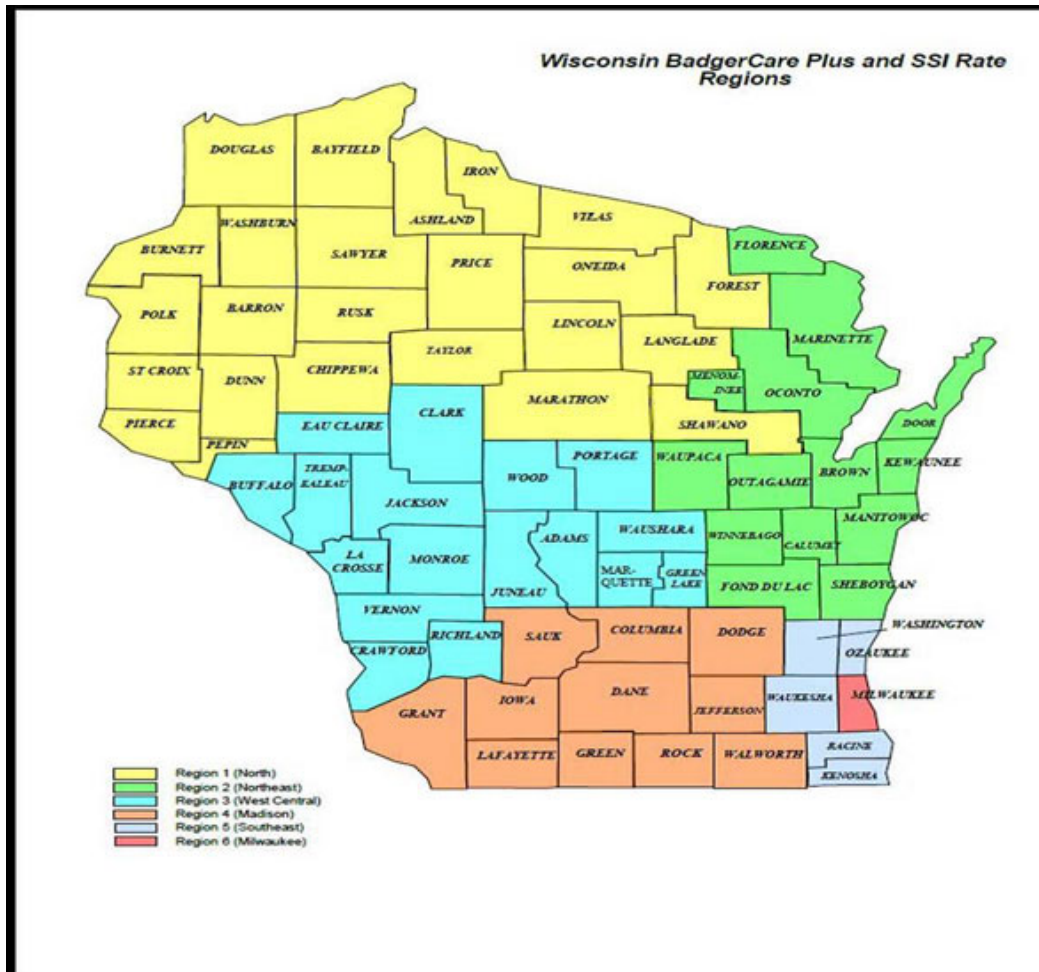 Wisconsin BadgerCare Plus and SSI Rate
Regions
DOUGLAS
BAYFIELD
IRON
ASHLAND
WASHBURN
VILAS
BURNETT
SAWYER
PRICE
ONEIDA
FLORENCE
FOREST
POLK
BARRON
RUSK
LINCOLN
LANGLADE
MARINETTE
TAYLOR
ST CROIX
DUNN
CHIPPEWA
MENOM-
INEE
OCONTO
MARATHON
CLARK
PIERCE
EAU CLAIRE
SHAWANO
DOOR
PEPIN
PORTAGE
WAUPACA
KEWAUNEE
BROWN
BUFFALO
TREMP-
EALEAU
WOOD
OUTAGAMIE
JACKSON
MANITOWOC
ADAMS
WAUSHARA
WINNEBAGO
CALUMET
LA
CROSSE
MONROE
MAR-
QUETTE
GREEN
LAKE
JUNEAU
FOND DU LAC
SHEBOYGAN
VERNON
RICHLAND
SAUK
COLUMBIA
DODGE
WASHINGTON
CRAWFORD
OZAUKEE
DANE
WAUKESHA
MILWAUKEE
IOWA
GRANT
JEFFERSON
LAFAYETTE
GREEN
ROCK
WALWORTH
RACINE
KENOSHA
Region 1 (North)
Region 2 (Northeast)
Region 3 (West Central)
Region 4 (Madison)
Region 5 (Southeast)
Region 6 (Milwaukee)